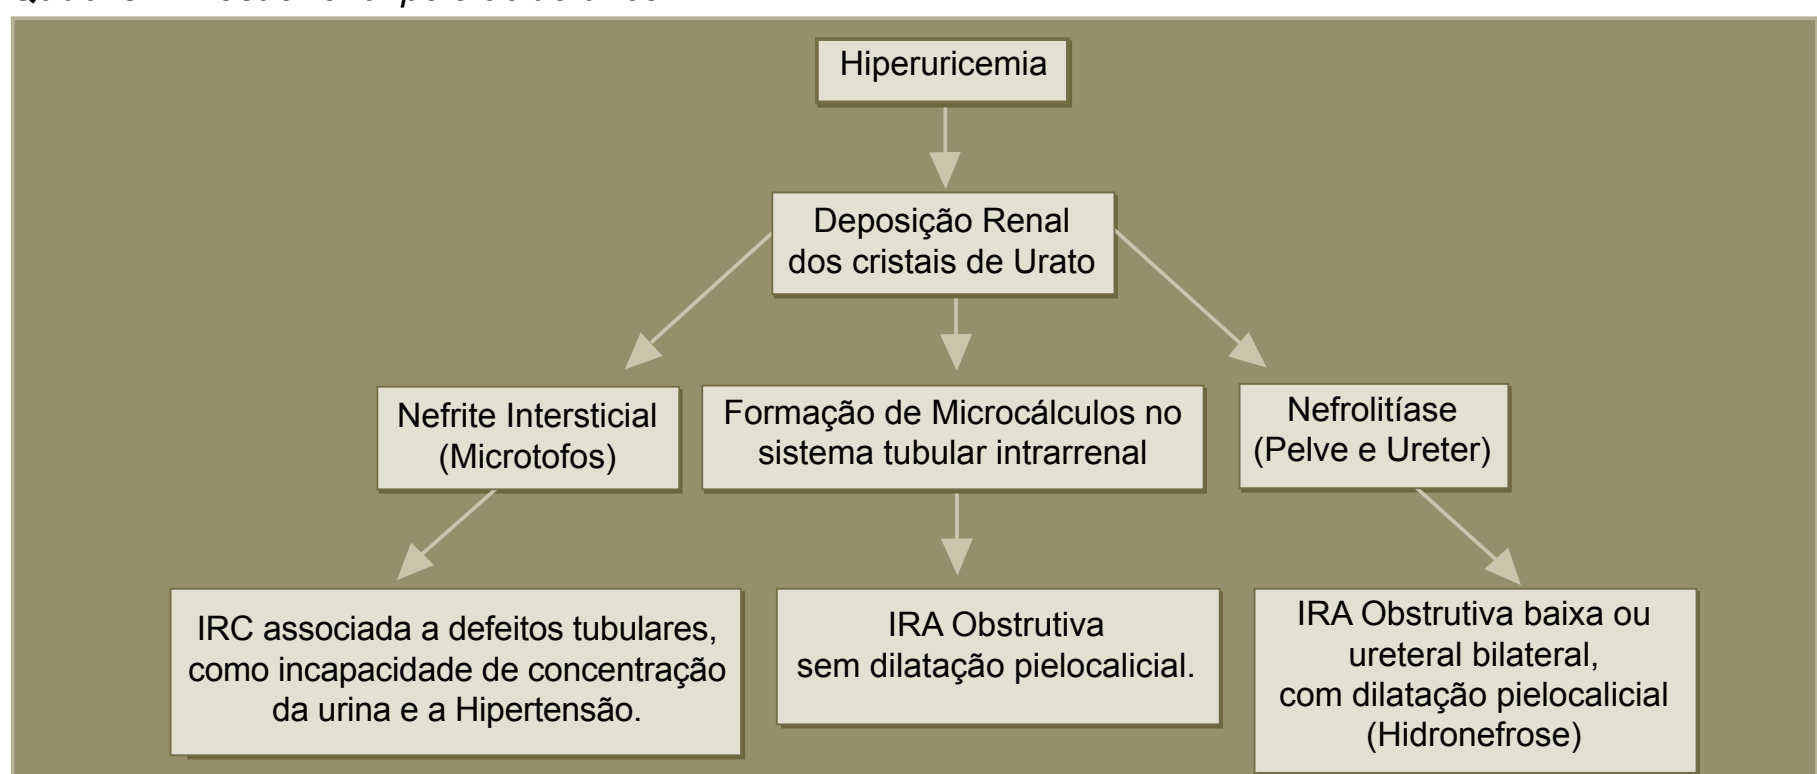 Hiperuricemia
Deposição Renal
dos cristais de Urato
Nefrite Intersticial
(Microtofos)
Formação de Microcálculos no
sistema tubular intrarrenal
Nefrolitíase
(Pelve e Ureter)
IRC associada a defeitos tubulares,
como incapacidade de concentração
da urina e a Hipertensão.
IRA Obstrutiva
sem dilatação pielocalicial.
IRA Obstrutiva baixa ou
ureteral bilateral,
com dilatação pielocalicial
(Hidronefrose)